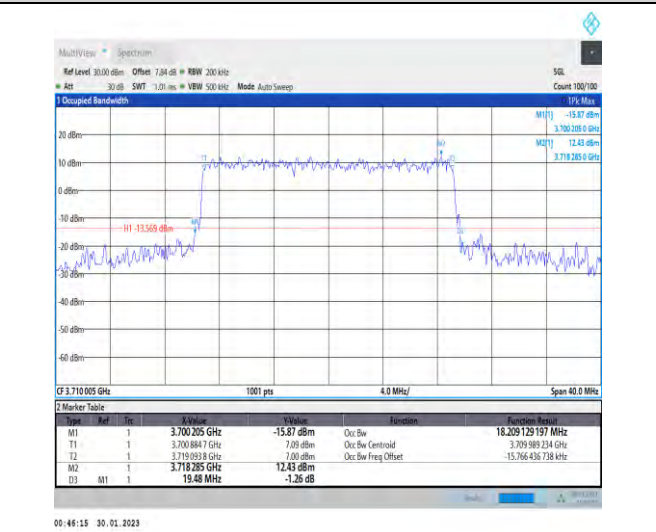 MultiView Spectrum
Ref Level 30.00 dBm Offset 7.84 dB RBW 200 kHz SGL
Att 30 dB SWT 1.01 ms VBW 500 kHz Mode Auto Sweep Count 100/100
1 Occupied Bandwidth 1Pk Max
M1[1] -15.87 dBm
3.700 205 0 GHz
M2[1] 12.43 dBm
3.718 285 0 GHz
20 dBm
M2
10 dBm
T1
0 dBm
-10 dBm
H1 -13.569 dBm
-20 dBm
-30 dBm
-40 dBm
-50 dBm
-60 dBm
CF 3.710 005 GHz 1001 pts 4.0 MHz/ Span 40.0 MHz
2 Marker Table
Type Ref Trc X-Value Y-Value Function Function Result
M1 1 3.700 205 GHz -15.87 dBm Occ Bw 18.209 129 197 MHz
T1 1 3.700 884 7 GHz 7.09 dBm Occ Bw Centroid 3.709 989 234 GHz
T2 1 3.719 093 8 GHz 7.00 dBm Occ Bw Freq Offset -15.766 436 738 kHz
M2 1 3.718 285 GHz 12.43 dBm
D3 M1 1 19.48 MHz -1.26 dB
00:46:15 30.01.2023